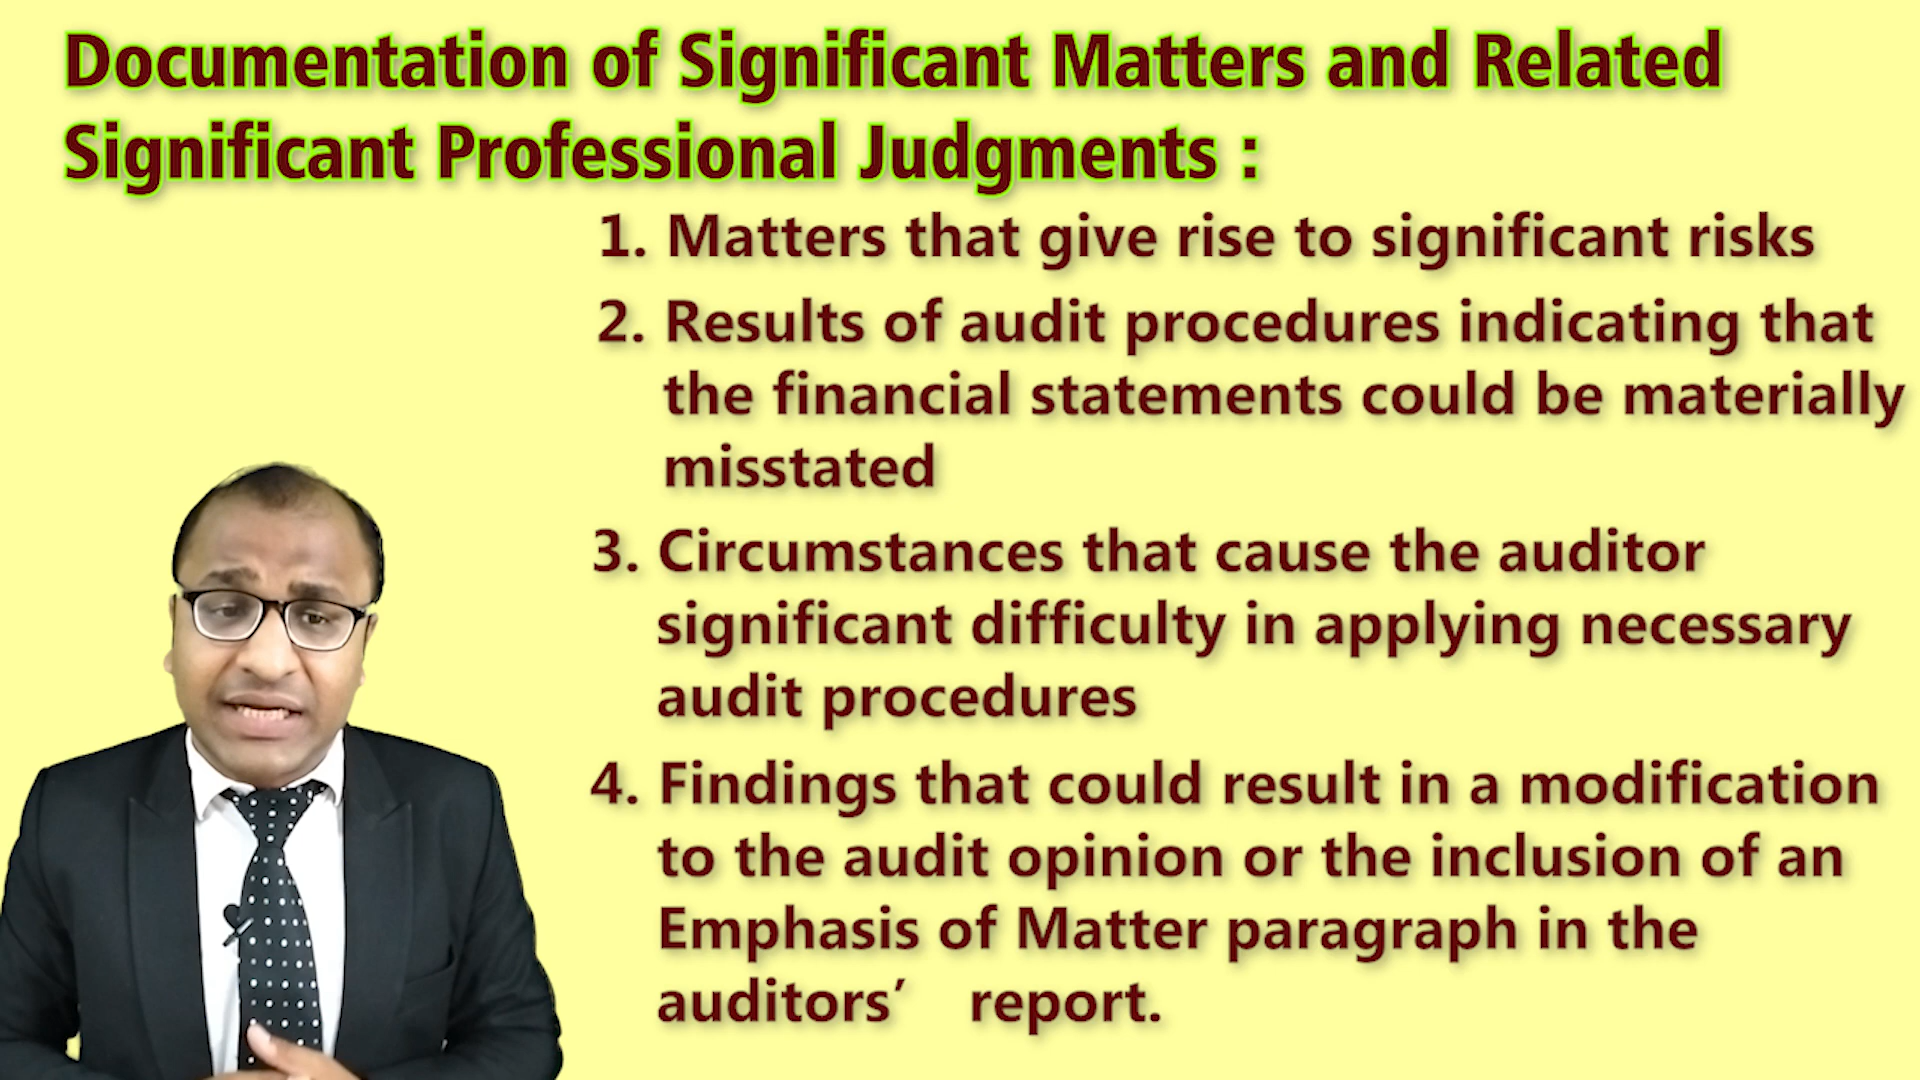 Documentation of Significant Matters and Related
Significant Professional Judgments :
1. Matters that give rise to significant risks
2. Results of audit procedures indicating that
the financial statements could be materially
misstated
3. Circumstances that cause the auditor
significant difficulty in applying necessary
audit procedures
4. Findings that could result in a modification
to the audit opinion or the inclusion of an
Emphasis of Matter paragraph in the
auditors’ report.